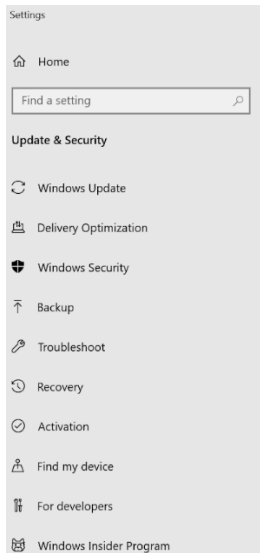 Settings
Home
Find a setting
Update & Security
Windows Update
Delivery Optimization
Windows Security
Backup
Troubleshoot
Recovery
Activation
Find my device
For developers
Windows Insider Program